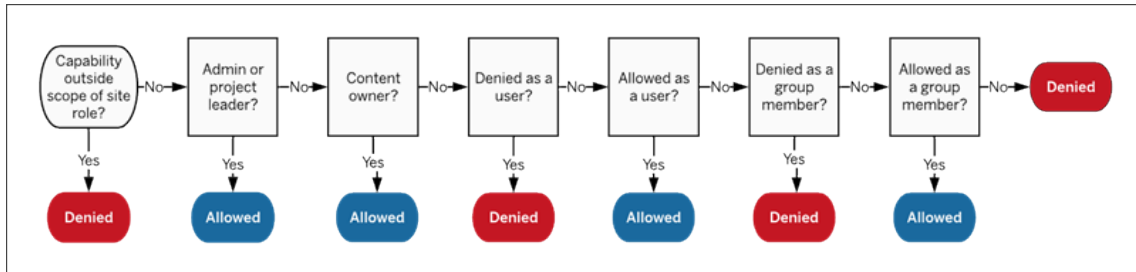 Capability
outside
scope of site
role?
No
Admin or
project
leader?
No
Content
owner?
No
Denied as
a user?
No
Allowed as
a user?
No
Denied as a
group
member?
No
Allowed as
a group
member?
No
Denied
Yes
Yes
Yes
Yes
Yes
Yes
Yes
Denied
Allowed
Allowed
Denied
Allowed
Denied
Allowed